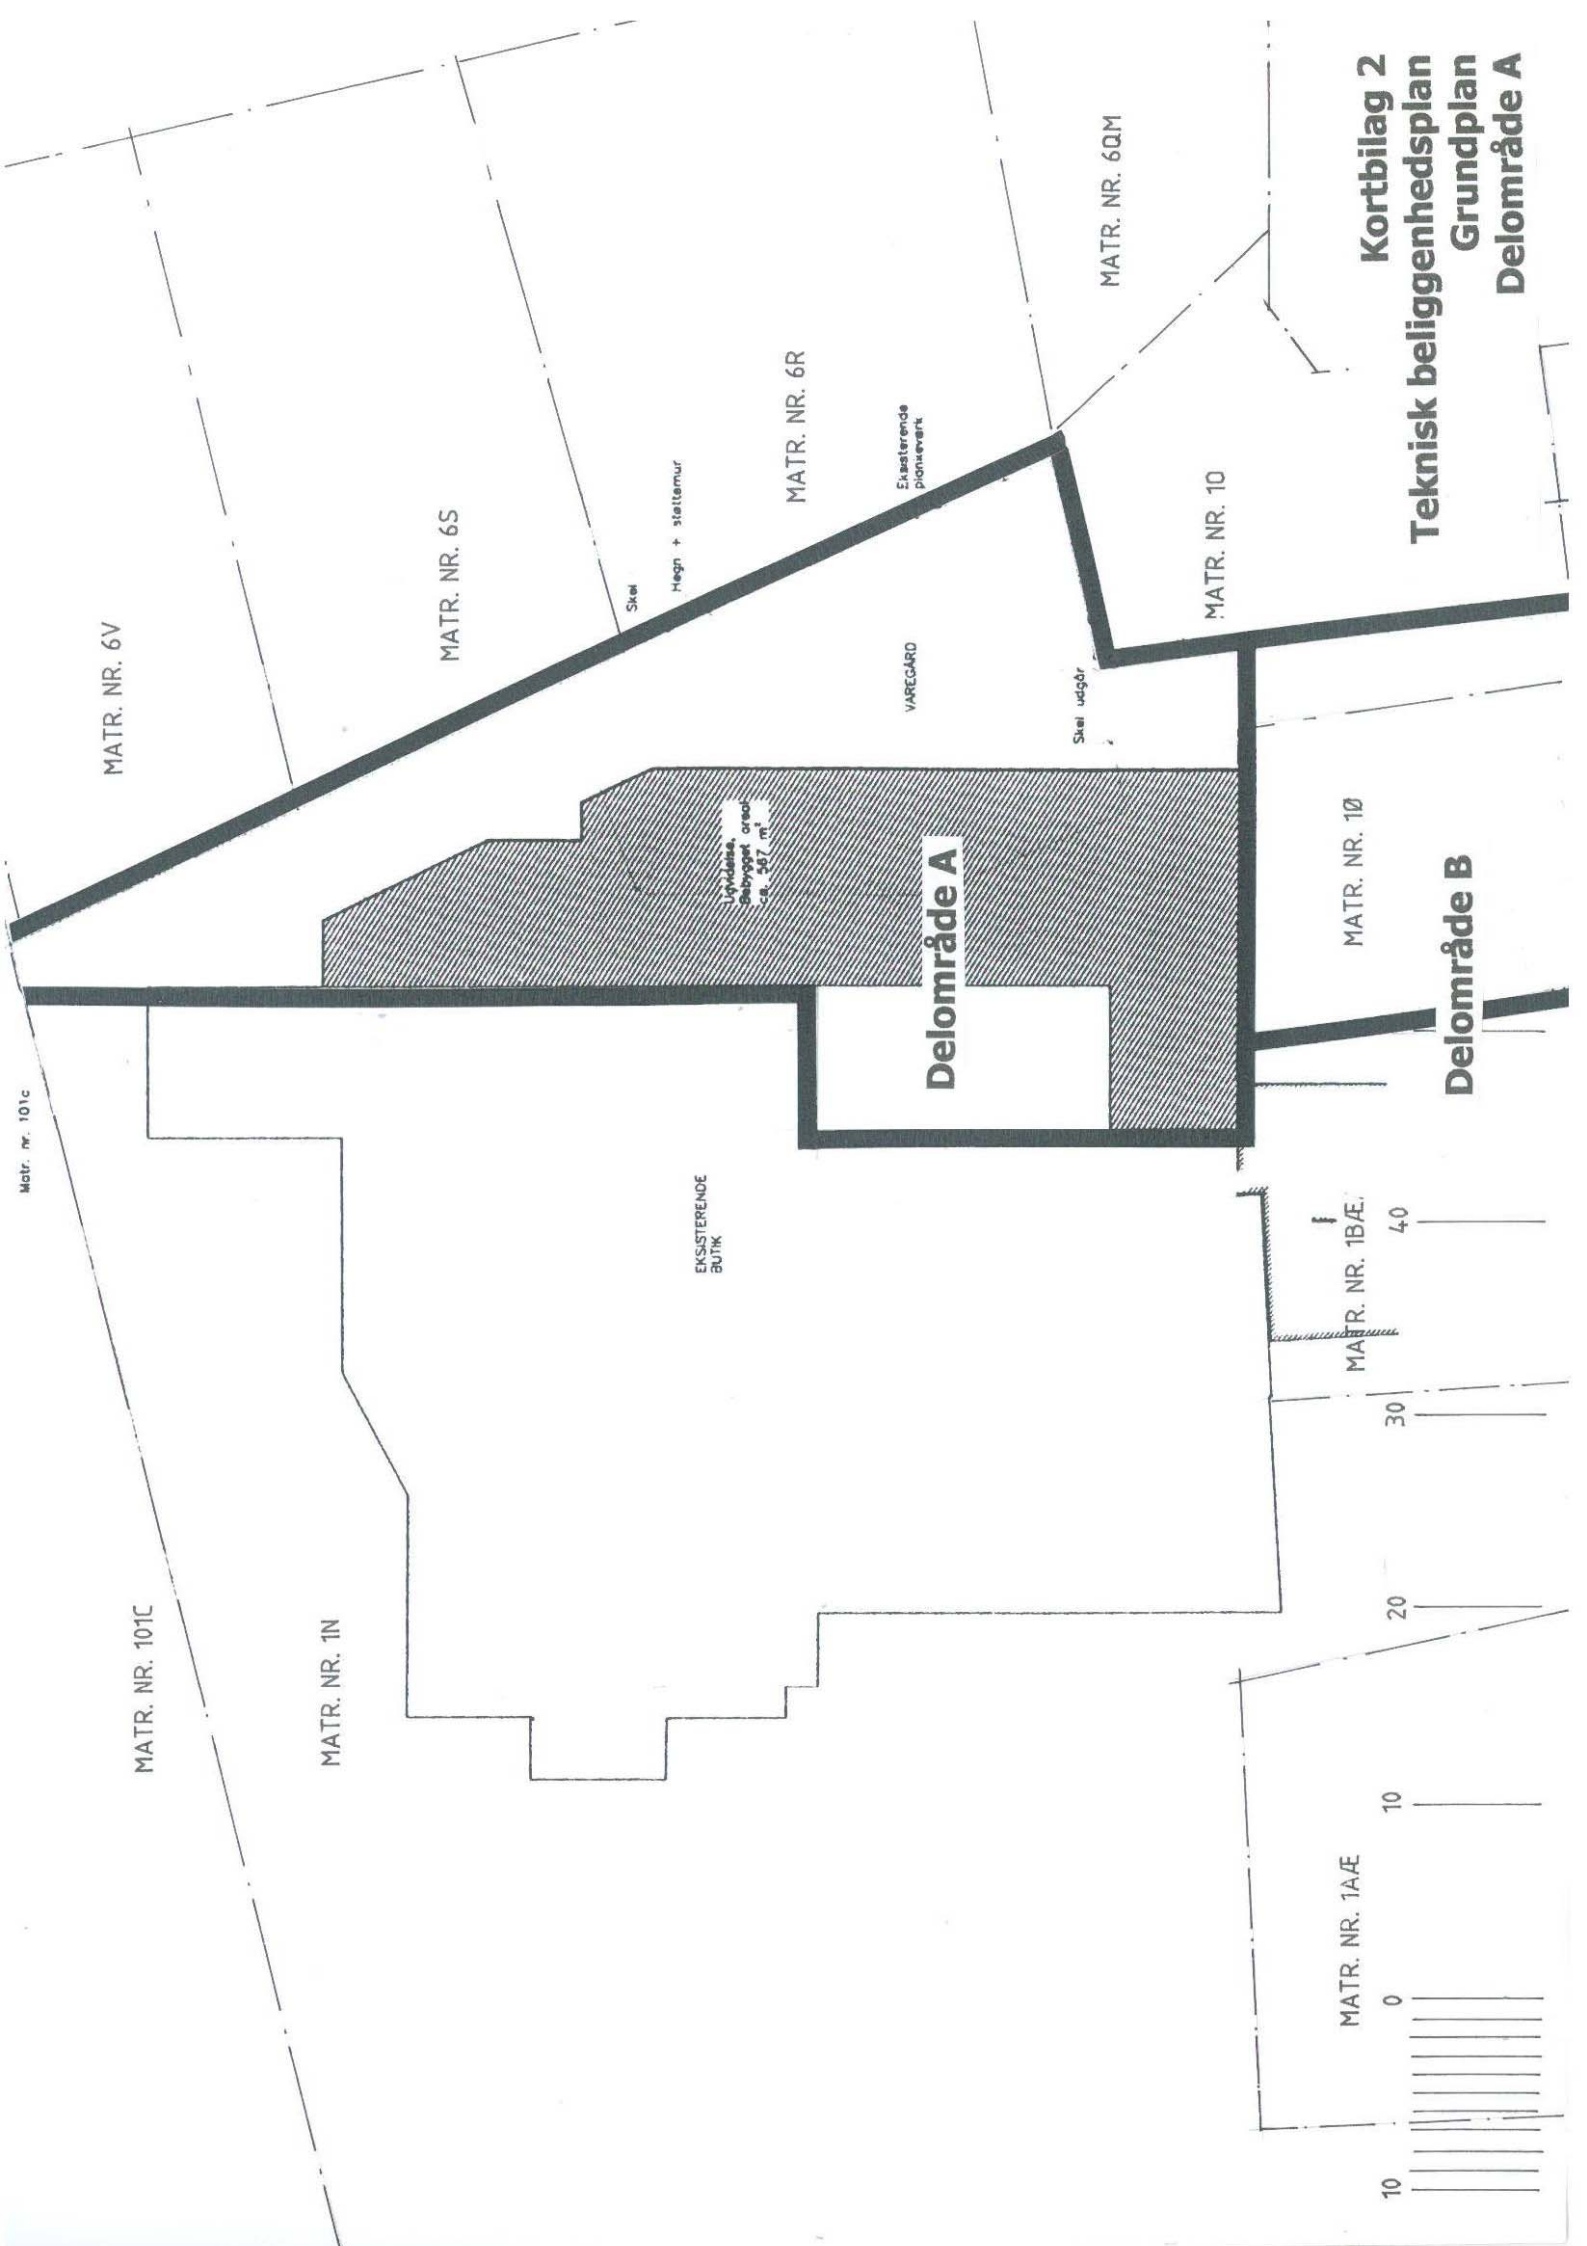 Kortbilag 2
Teknisk beliggenhedsplan
Grundplan
Delområde A
Matr. nr. 101c
MATR. NR. 6V
MATR. NR. 101C
MATR. NR. 1N
MATR. NR. 6S
Skel
Hegn + støttemur
MATR. NR. 6R
Eksisterende
plankeværk
MATR. NR. 6QM
EKSISTERENDE
BUTIK
Udvidelse.
Bebygget areal
ca. 567 m²
VAREGÅRD
Delområde A
Skel udgår
MATR. NR. 10
MATR. NR. 1AÆ
MATR. NR. 1BÆ
MATR. NR. 1Ø
Delområde B
10
0
10
20
30
40